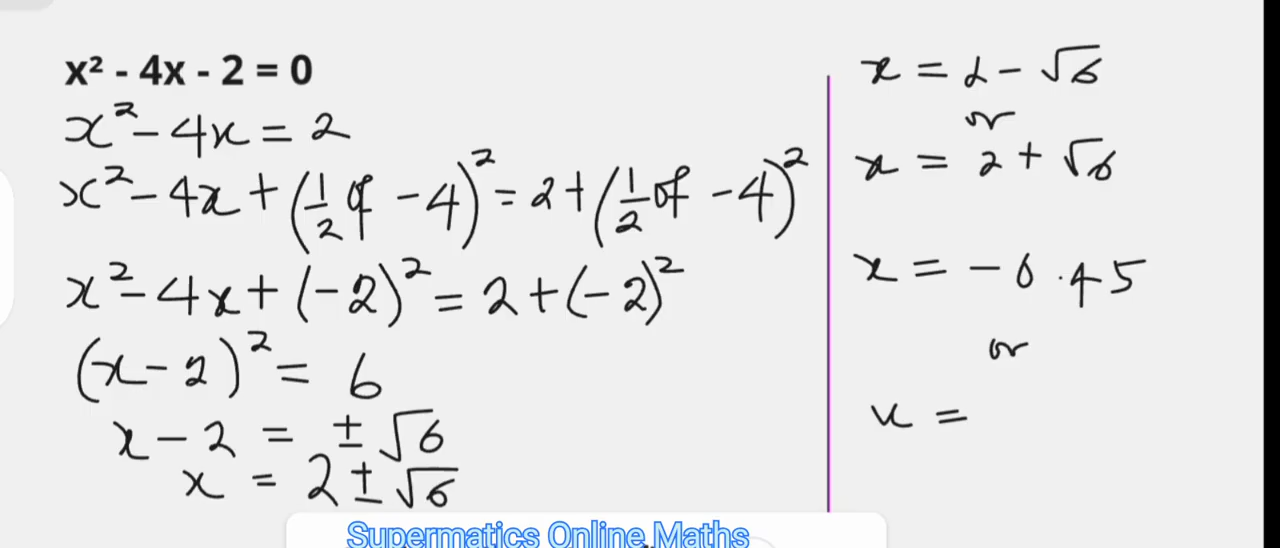 x² - 4x - 2 = 0
x² - 4x = 2
x² - 4x + (1/2 of -4)² = 2 + (1/2 of -4)²
x² - 4x + (-2)² = 2 + (-2)²
(x - 2)² = 6
x - 2 = ± √6
x = 2 ± √6
x = 2 - √6
or
x = 2 + √6
x = -0.45
or
x =
Supermatics Online Maths